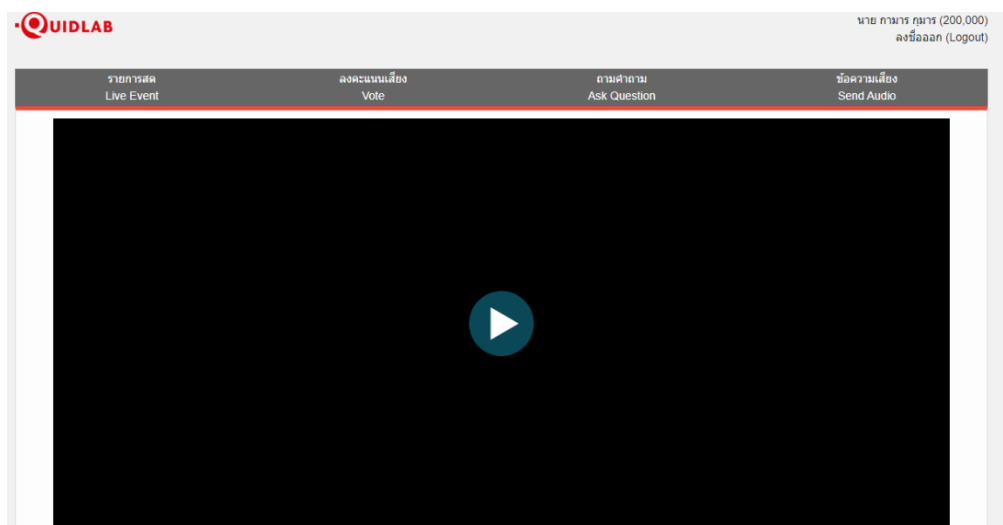 QUIDLAB
นาย กามาร กุมาร (200,000)
ลงชื่อออก (Logout)
รายการสด
Live Event
ลงคะแนนเสียง
Vote
ถามคำถาม
Ask Question
ข้อความเสียง
Send Audio